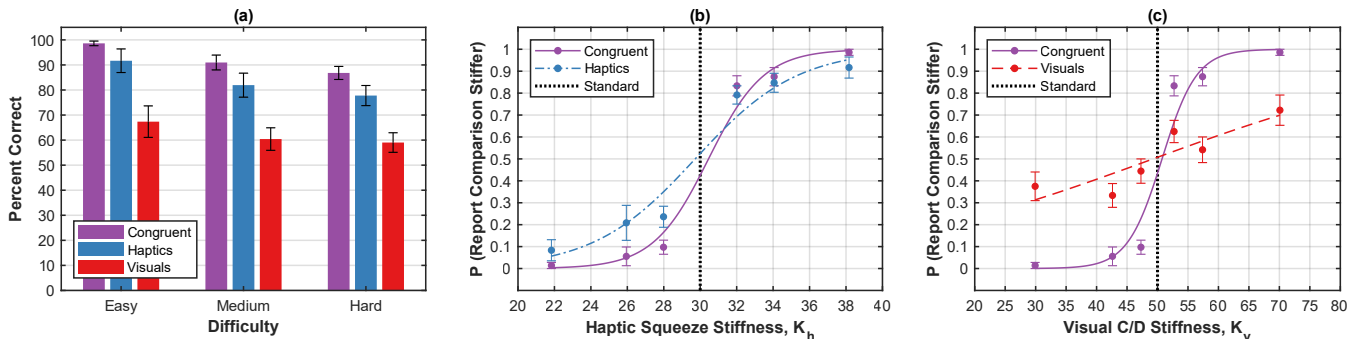 (a)
100
90
80
70
60
50
40
30
20
10
0
Percent Correct
Congruent
Haptics
Visuals
Easy Medium Hard
Difficulty
(b)
1
0.9
0.8
0.7
0.6
0.5
0.4
0.3
0.2
0.1
0
P (Report Comparison Stiffer)
Congruent
Haptics
Standard
20 22 24 26 28 30 32 34 36 38 40
Haptic Squeeze Stiffness, K_h
(c)
1
0.9
0.8
0.7
0.6
0.5
0.4
0.3
0.2
0.1
0
P (Report Comparison Stiffer)
Congruent
Visuals
Standard
20 25 30 35 40 45 50 55 60 65 70 75 80
Visual C/D Stiffness, K_v